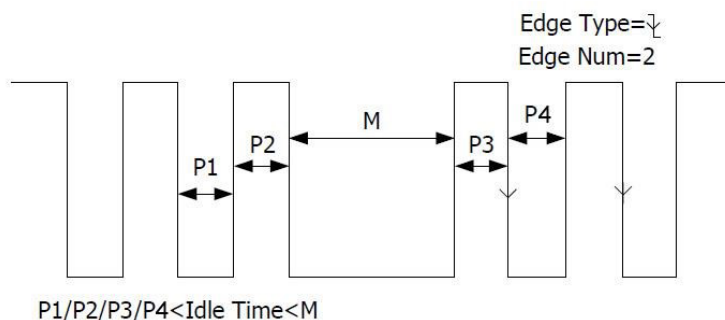 Edge Type=
Edge Num=2
M
P4
P2
P3
P1
P1/P2/P3/P4<Idle Time<M